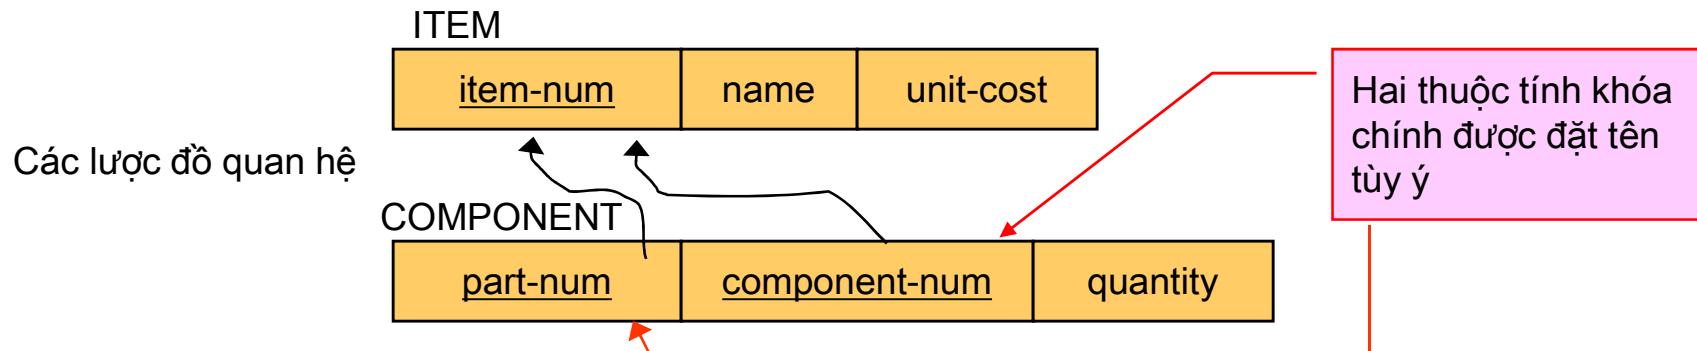 ITEM
item-num name unit-cost
Hai thuộc tính khóa
chính được đặt tên
tùy ý
Các lược đồ quan hệ
COMPONENT
part-num component-num quantity